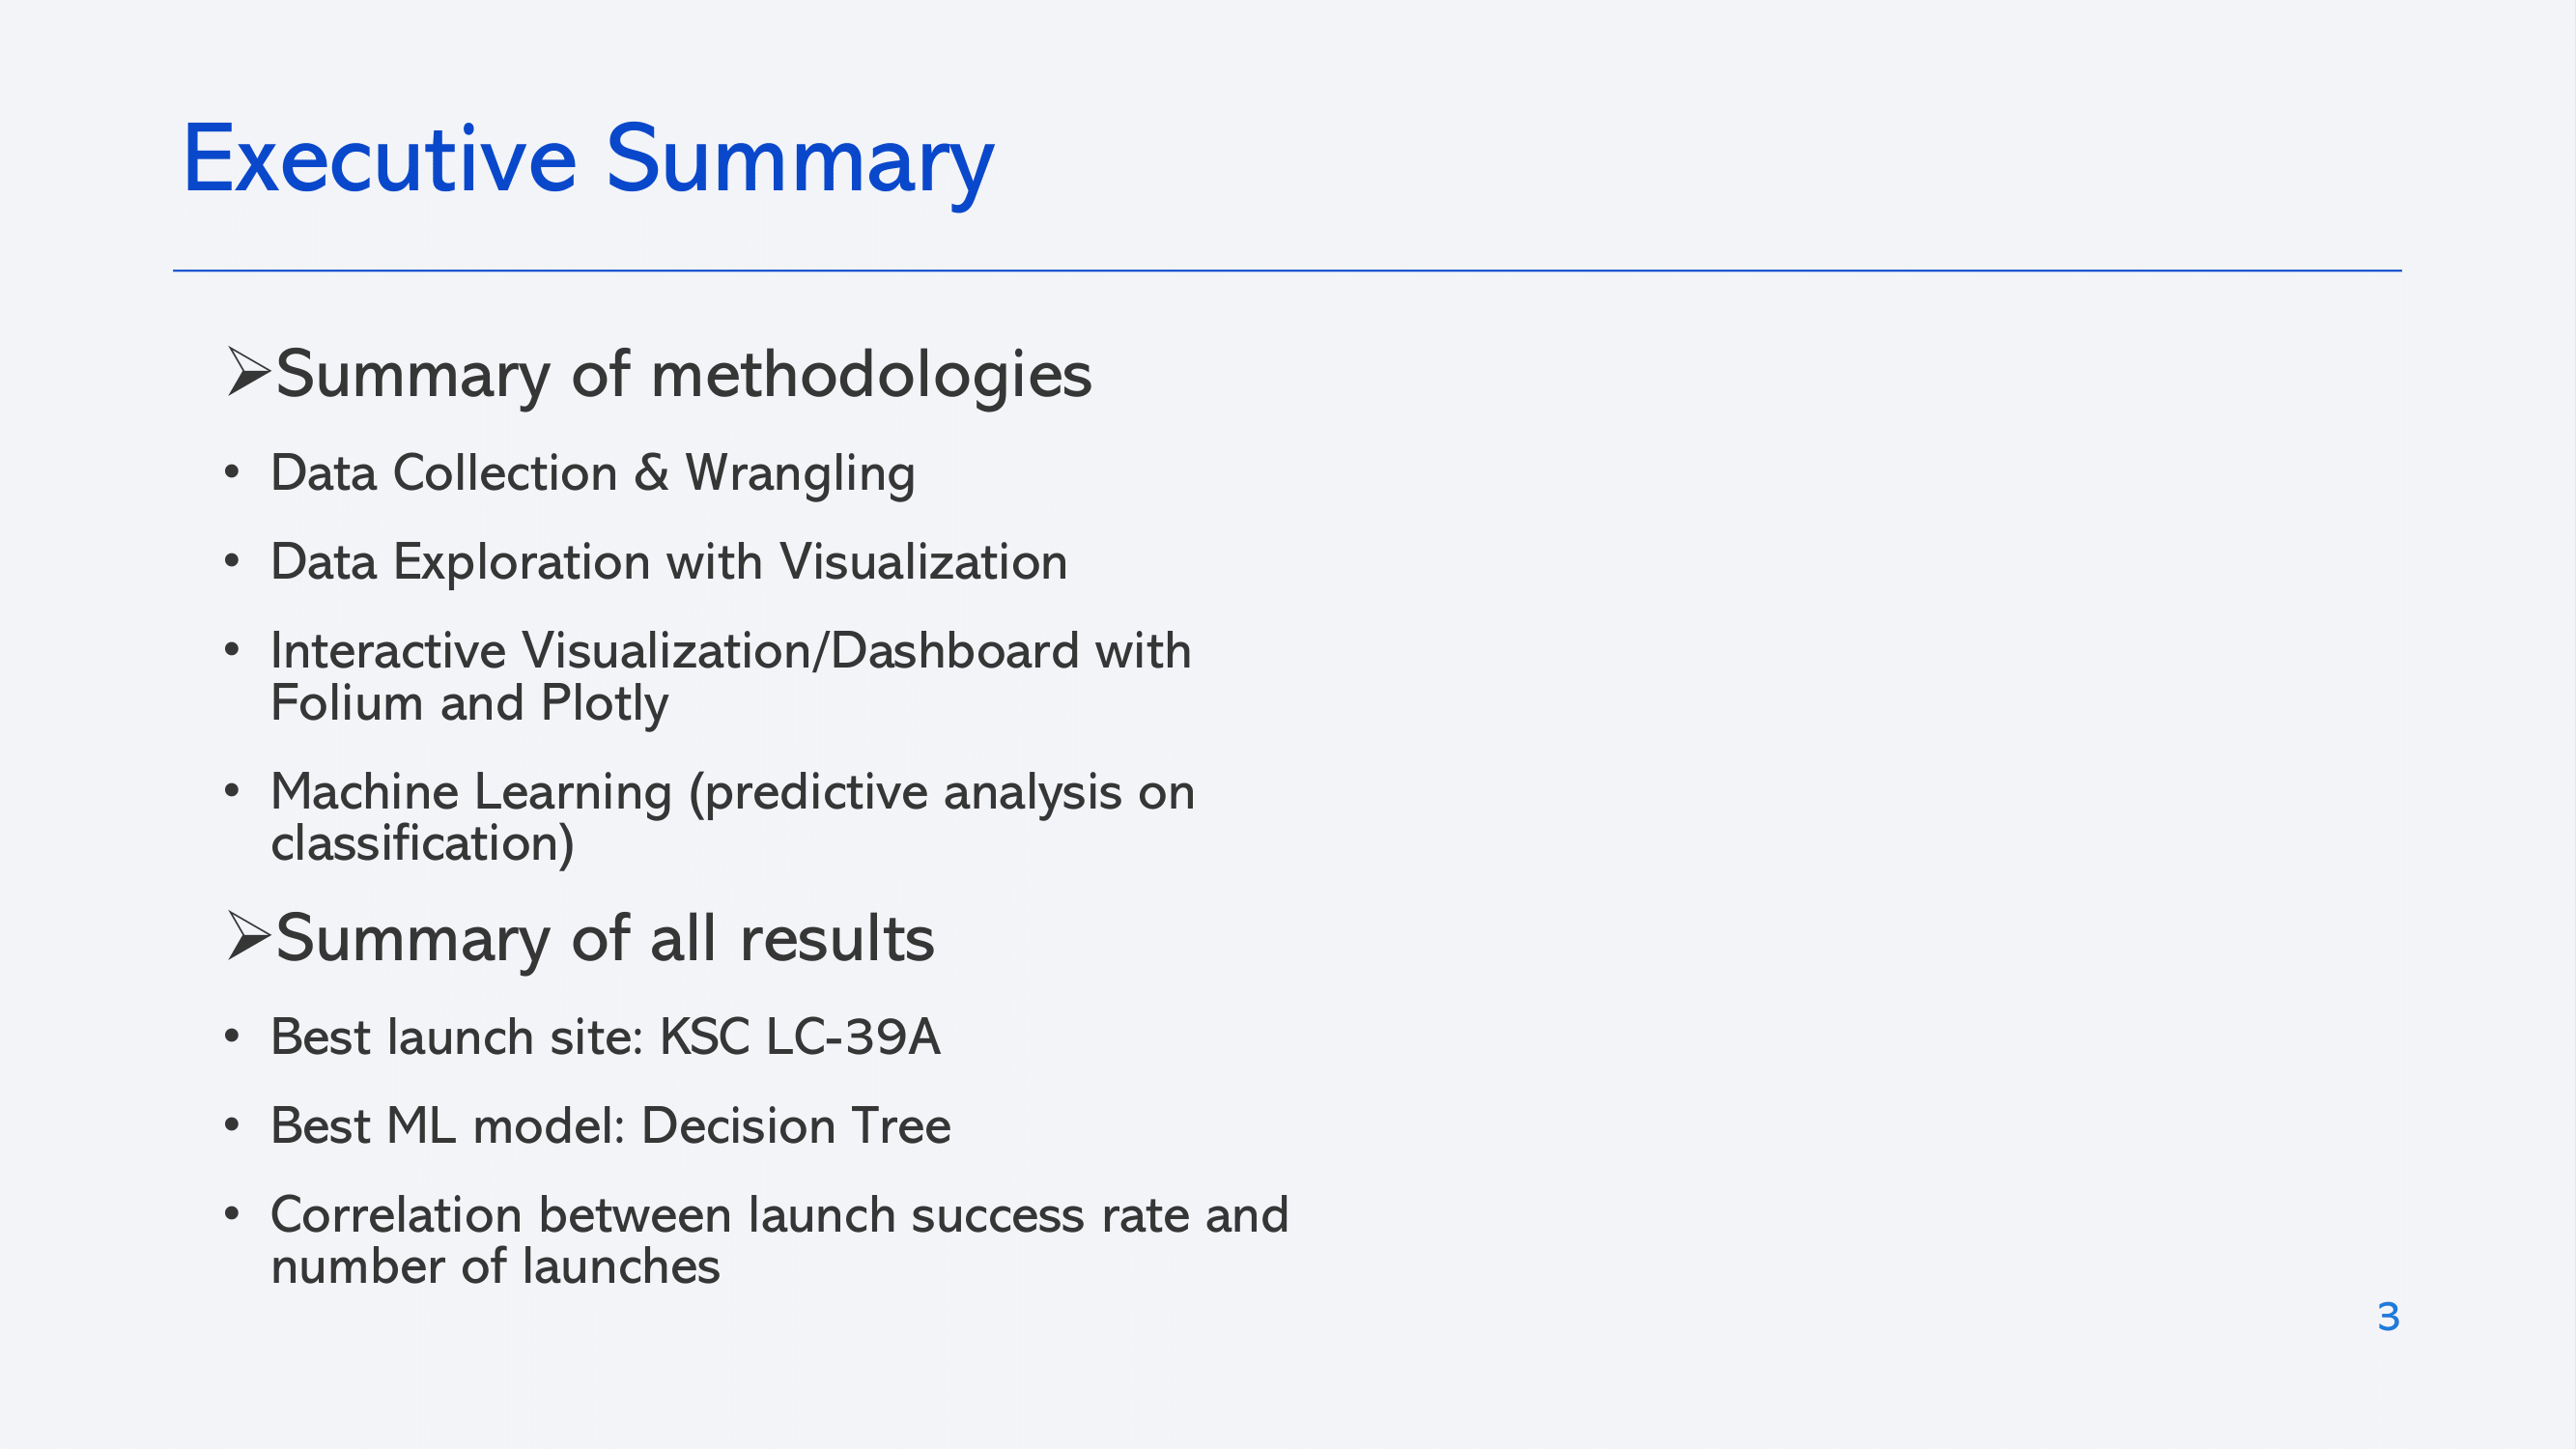 Executive Summary
➢Summary of methodologies
• Data Collection & Wrangling
• Data Exploration with Visualization
• Interactive Visualization/Dashboard with
Folium and Plotly
• Machine Learning (predictive analysis on
classification)
➢Summary of all results
• Best launch site: KSC LC-39A
• Best ML model: Decision Tree
• Correlation between launch success rate and
number of launches
3